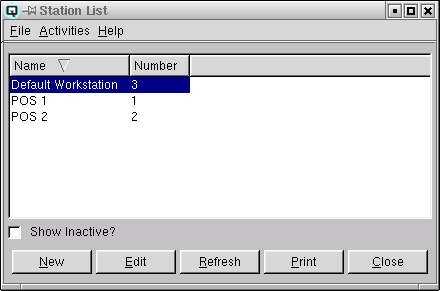 Station List
File Activities Help
Name Number
Default Workstation 3
POS 1 1
POS 2 2
Show Inactive?
New Edit Refresh Print Close